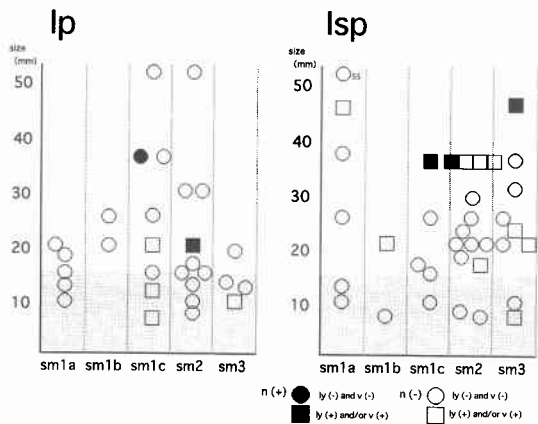 Ip
size
(mm)
50
40
30
20
10
sm1a sm1b sm1c sm2 sm3
Isp
size
(mm)
50
40
30
20
10
ss
sm1a sm1b sm1c sm2 sm3
n (+) ly (-) and v (-) n (-) ly (-) and v (-)
ly (+) and/or v (+) ly (+) and/or v (+)